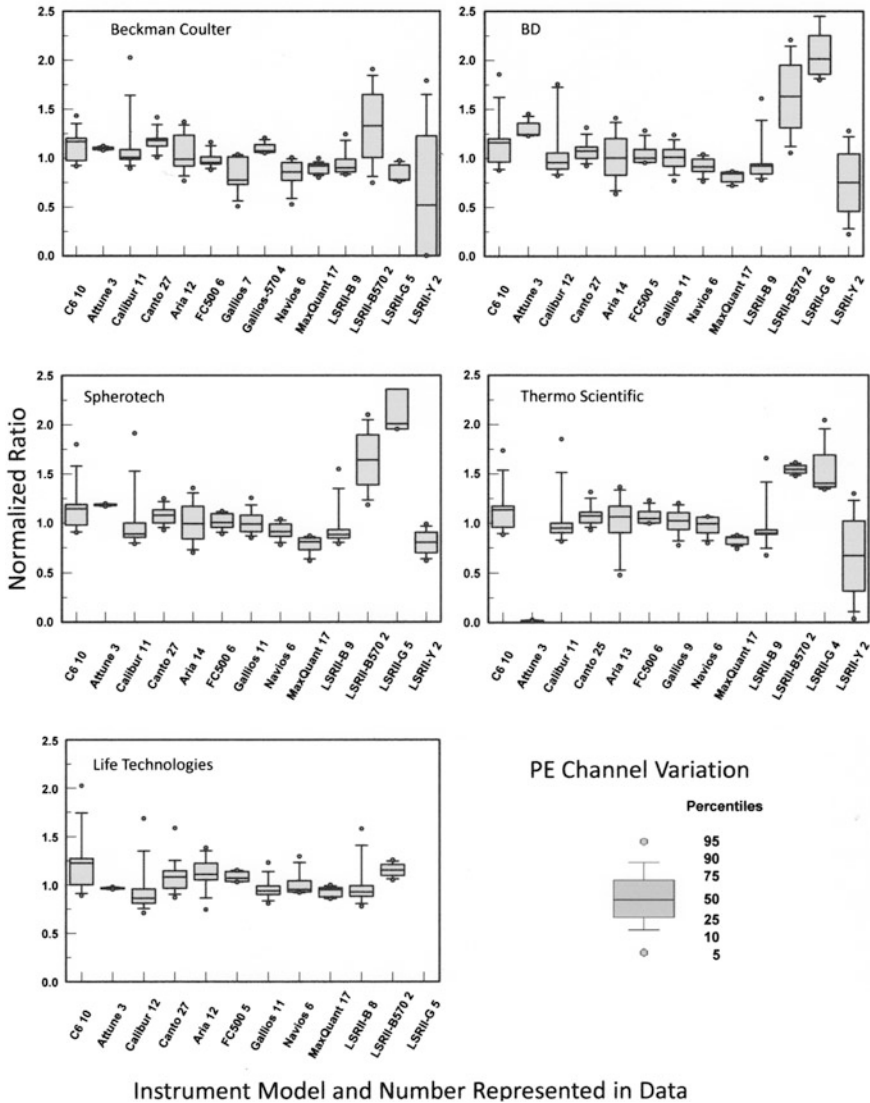 Beckman Coulter
2.5
2.0
1.5
1.0
0.5
0.0
C6 10
Attune 3
Calibur 11
Canto 27
Aria 12
FC500 6
Gallios 7
Gallios-570 4
Navios 6
MaxQuant 17
LSRII-B 9
LSRII-B570 2
LSRII-G 5
LSRII-Y 2
BD
2.5
2.0
1.5
1.0
0.5
0.0
C6 10
Attune 3
Calibur 12
Canto 27
Aria 14
FC500 5
Gallios 11
Navios 6
MaxQuant 17
LSRII-B 9
LSRII-B570 2
LSRII-G 6
LSRII-Y 2
Normalized Ratio
Spherotech
2.5
2.0
1.5
1.0
0.5
0.0
C6 10
Attune 3
Calibur 11
Canto 27
Aria 14
FC500 6
Gallios 11
Navios 6
MaxQuant 17
LSRII-B 9
LSRII-B570 2
LSRII-G 5
LSRII-Y 2
Thermo Scientific
2.5
2.0
1.5
1.0
0.5
0.0
C6 10
Attune 3
Calibur 11
Canto 25
Aria 13
FC500 6
Gallios 9
Navios 6
MaxQuant 17
LSRII-B 9
LSRII-B570 2
LSRII-G 4
LSRII-Y 2
Life Technologies
2.5
2.0
1.5
1.0
0.5
0.0
C6 10
Attune 3
Calibur 12
Canto 27
Aria 12
FC500 5
Gallios 11
Navios 6
MaxQuant 17
LSRII-B 8
LSRII-B570 2
LSRII-G 5
PE Channel Variation
Percentiles
95
90
75
50
25
10
5
Instrument Model and Number Represented in Data